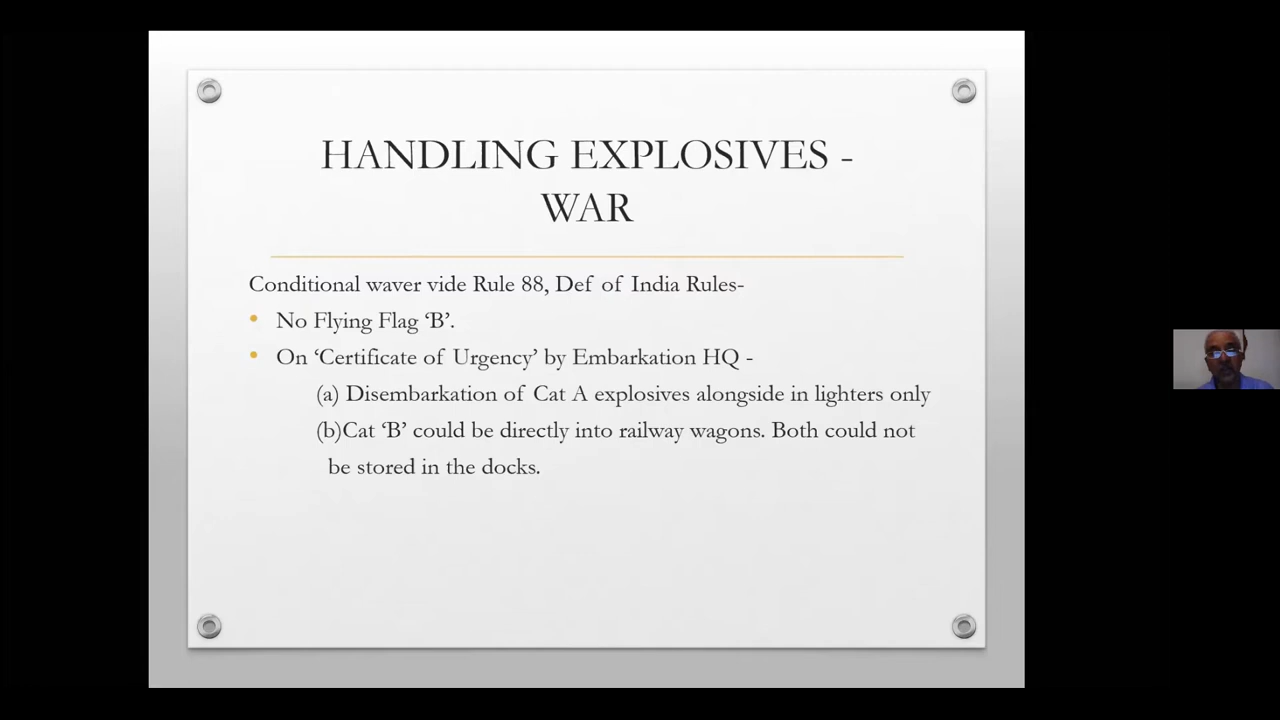 HANDLING EXPLOSIVES -
WAR
Conditional waver vide Rule 88, Def of India Rules-
• No Flying Flag ‘B’.
• On ‘Certificate of Urgency’ by Embarkation HQ -
(a) Disembarkation of Cat A explosives alongside in lighters only
(b)Cat ‘B’ could be directly into railway wagons. Both could not
be stored in the docks.